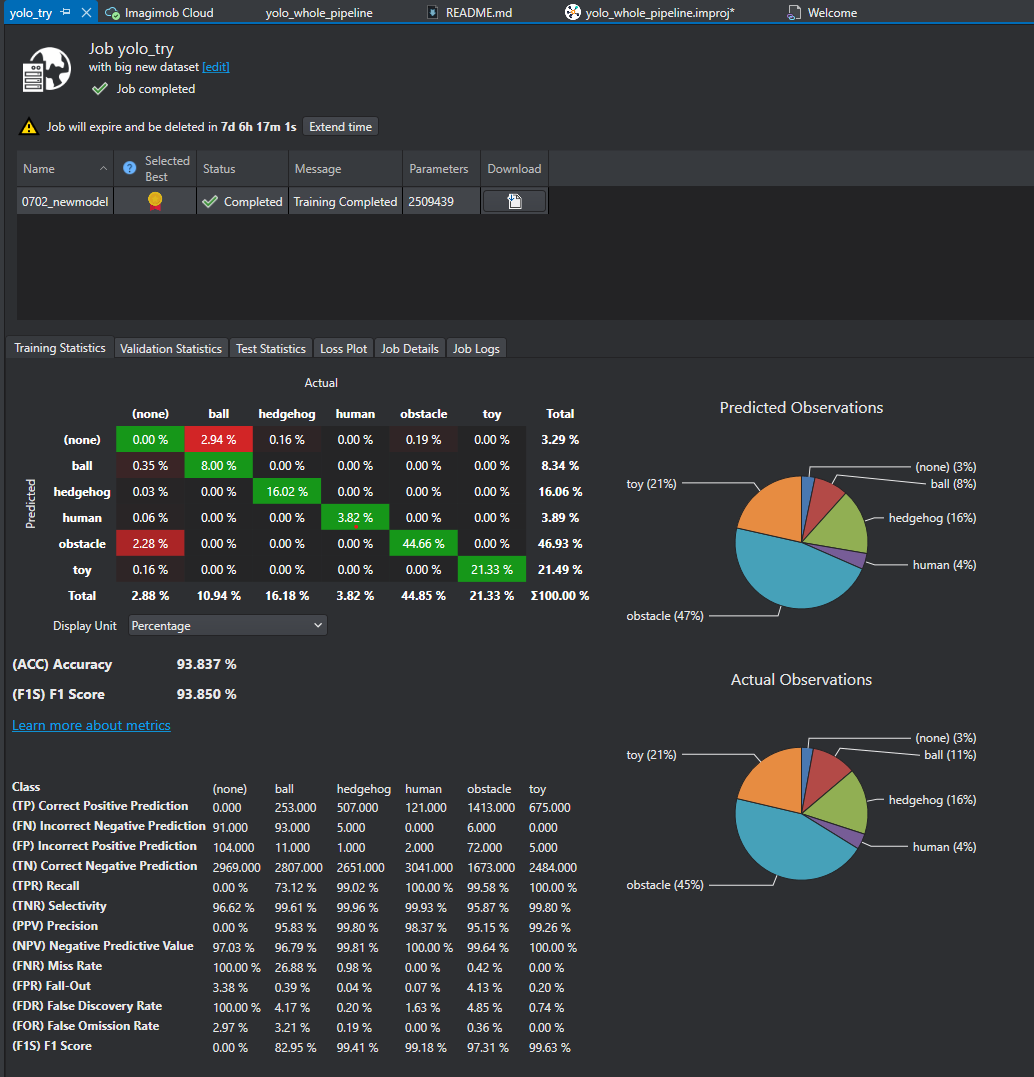 yolo_try Imagimob Cloud yolo_whole_pipeline README.md yolo_whole_pipeline.improj* Welcome
Job yolo_try
with big new dataset [edit]
Job completed
Job will expire and be deleted in 7d 6h 17m 1s Extend time
Name ? Selected Best Status Message Parameters Download
0702_newmodel Completed Training Completed 2509439
Training Statistics Validation Statistics Test Statistics Loss Plot Job Details Job Logs
Actual
(none) ball hedgehog human obstacle toy Total
Predicted
(none) 0.00 % 2.94 % 0.16 % 0.00 % 0.19 % 0.00 % 3.29 %
ball 0.35 % 8.00 % 0.00 % 0.00 % 0.00 % 0.00 % 8.34 %
hedgehog 0.03 % 0.00 % 16.02 % 0.00 % 0.00 % 0.00 % 16.06 %
human 0.06 % 0.00 % 0.00 % 3.82 % 0.00 % 0.00 % 3.89 %
obstacle 2.28 % 0.00 % 0.00 % 0.00 % 44.66 % 0.00 % 46.93 %
toy 0.16 % 0.00 % 0.00 % 0.00 % 0.00 % 21.33 % 21.49 %
Total 2.88 % 10.94 % 16.18 % 3.82 % 44.85 % 21.33 % Σ100.00 %
Display Unit Percentage
(ACC) Accuracy 93.837 %
(F1S) F1 Score 93.850 %
Learn more about metrics
Class (none) ball hedgehog human obstacle toy
(TP) Correct Positive Prediction 0.000 253.000 507.000 121.000 1413.000 675.000
(FN) Incorrect Negative Prediction 91.000 93.000 5.000 0.000 6.000 0.000
(FP) Incorrect Positive Prediction 104.000 11.000 1.000 2.000 72.000 5.000
(TN) Correct Negative Prediction 2969.000 2807.000 2651.000 3041.000 1673.000 2484.000
(TPR) Recall 0.00 % 73.12 % 99.02 % 100.00 % 99.58 % 100.00 %
(TNR) Selectivity 96.62 % 99.61 % 99.96 % 99.93 % 95.87 % 99.80 %
(PPV) Precision 0.00 % 95.83 % 99.80 % 98.37 % 95.15 % 99.26 %
(NPV) Negative Predictive Value 97.03 % 96.79 % 99.81 % 100.00 % 99.64 % 100.00 %
(FNR) Miss Rate 100.00 % 26.88 % 0.98 % 0.00 % 0.42 % 0.00 %
(FPR) Fall-Out 3.38 % 0.39 % 0.04 % 0.07 % 4.13 % 0.20 %
(FDR) False Discovery Rate 100.00 % 4.17 % 0.20 % 1.63 % 4.85 % 0.74 %
(FOR) False Omission Rate 2.97 % 3.21 % 0.19 % 0.00 % 0.36 % 0.00 %
(F1S) F1 Score 0.00 % 82.95 % 99.41 % 99.18 % 97.31 % 99.63 %
Predicted Observations
(none) (3%)
ball (8%)
toy (21%)
hedgehog (16%)
human (4%)
obstacle (47%)
Actual Observations
(none) (3%)
ball (11%)
toy (21%)
hedgehog (16%)
human (4%)
obstacle (45%)